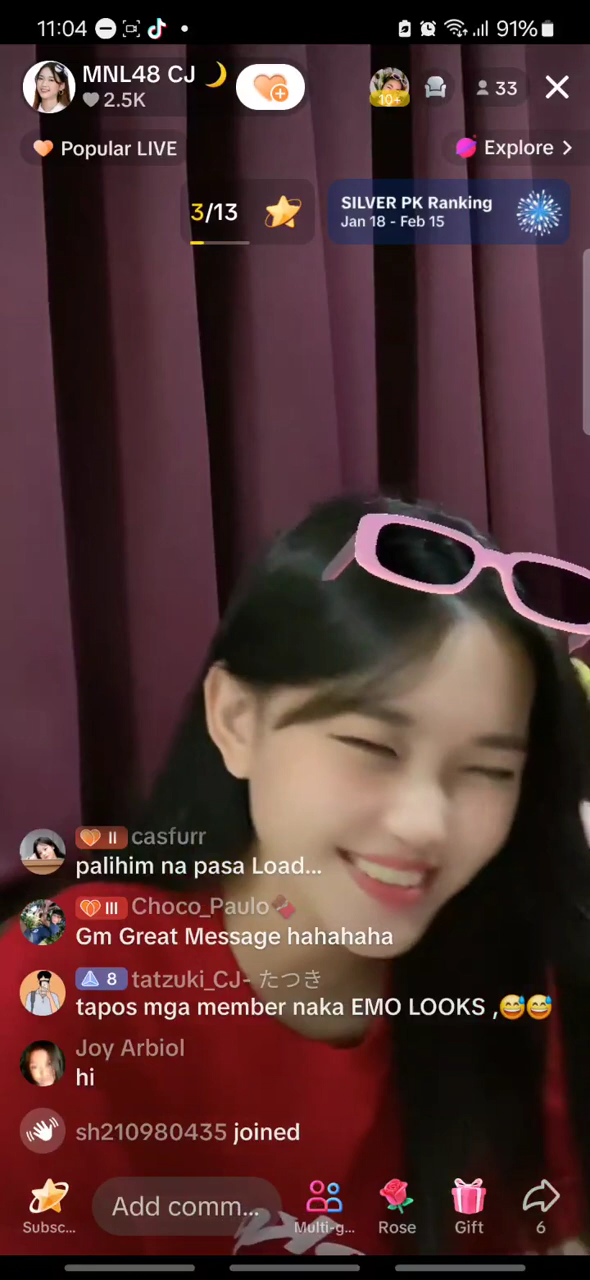 11:04
91%
MNL48 CJ 🌙
2.5K
10+
33
Popular LIVE
Explore >
3/13
SILVER PK Ranking
Jan 18 - Feb 15
II casfurr
palihim na pasa Load...
III Choco_Paulo🍫
Gm Great Message hahahaha
8 tatzuki_CJ- たつき
tapos mga member naka EMO LOOKS ,😅😅
Joy Arbiol
hi
sh210980435 joined
Add comm...
Subsc...
Multi-g...
Rose
Gift
6